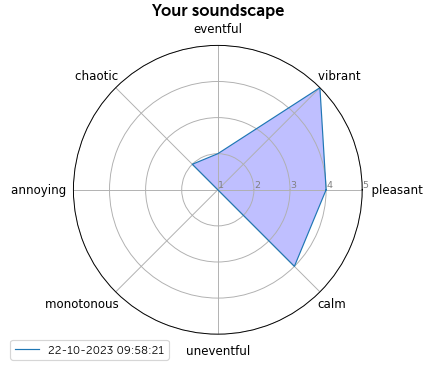 Your soundscape
eventful
chaotic
vibrant
annoying
1 2 3 4 5
pleasant
monotonous
calm
22-10-2023 09:58:21
uneventful